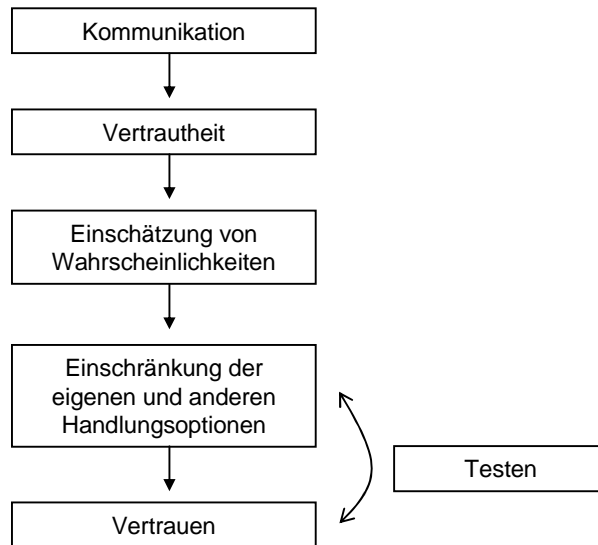 Kommunikation
Vertrautheit
Einschätzung von
Wahrscheinlichkeiten
Einschränkung der
eigenen und anderen
Handlungsoptionen
Testen
Vertrauen